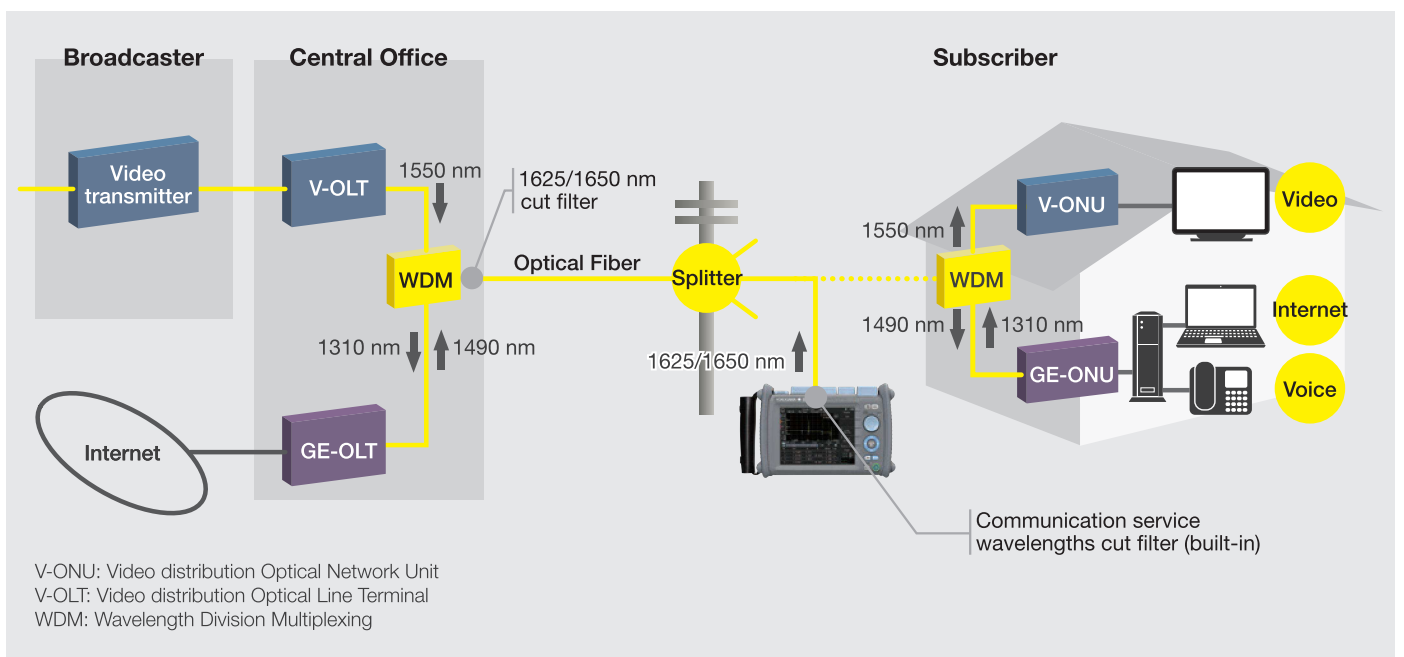 Broadcaster
Central Office
Subscriber
Video
transmitter
V-OLT
1550 nm
1625/1650 nm
cut filter
V-ONU
Video
1550 nm
WDM
Optical Fiber
Splitter
WDM
Internet
1310 nm
1490 nm
1490 nm
1310 nm
1625/1650 nm
GE-ONU
Voice
Internet
GE-OLT
Communication service
wavelengths cut filter (built-in)
V-ONU: Video distribution Optical Network Unit
V-OLT: Video distribution Optical Line Terminal
WDM: Wavelength Division Multiplexing